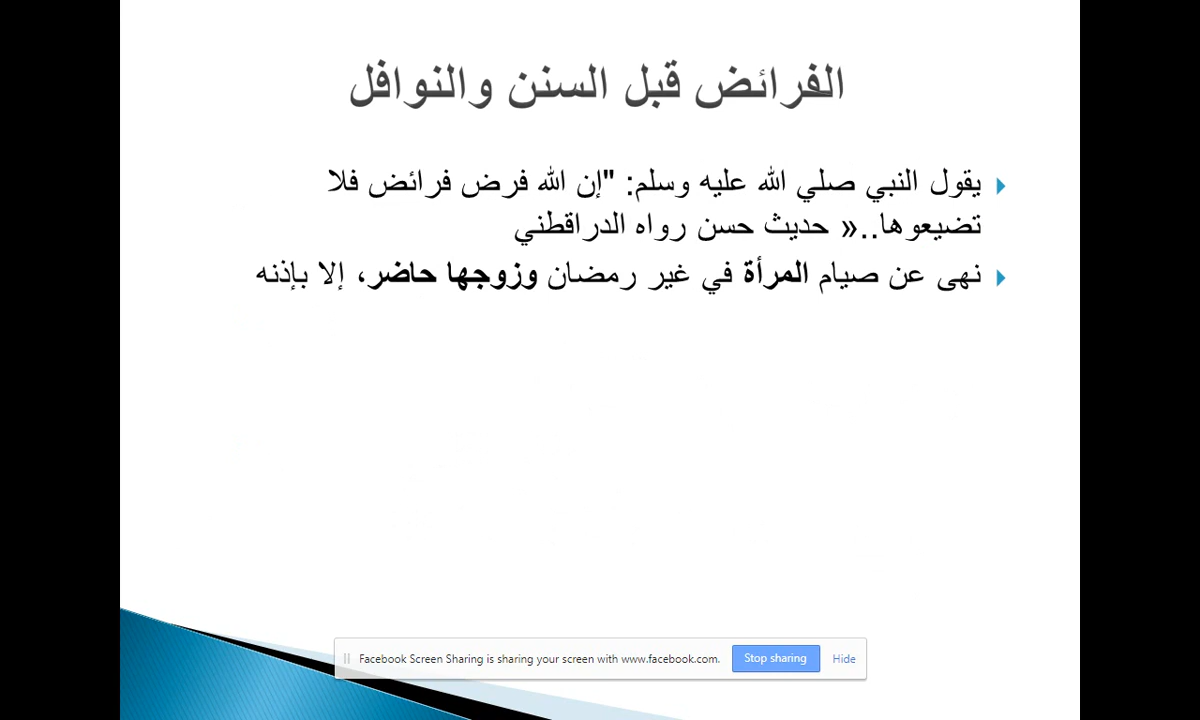 الفرائض قبل السنن والنوافل
يقول النبي صلي الله عليه وسلم: "إن الله فرض فرائض فلا
تضيعوها..« حديث حسن رواه الدراقطني
نهى عن صيام المرأة في غير رمضان وزوجها حاضر، إلا بإذنه
Facebook Screen Sharing is sharing your screen with www.facebook.com. Stop sharing Hide